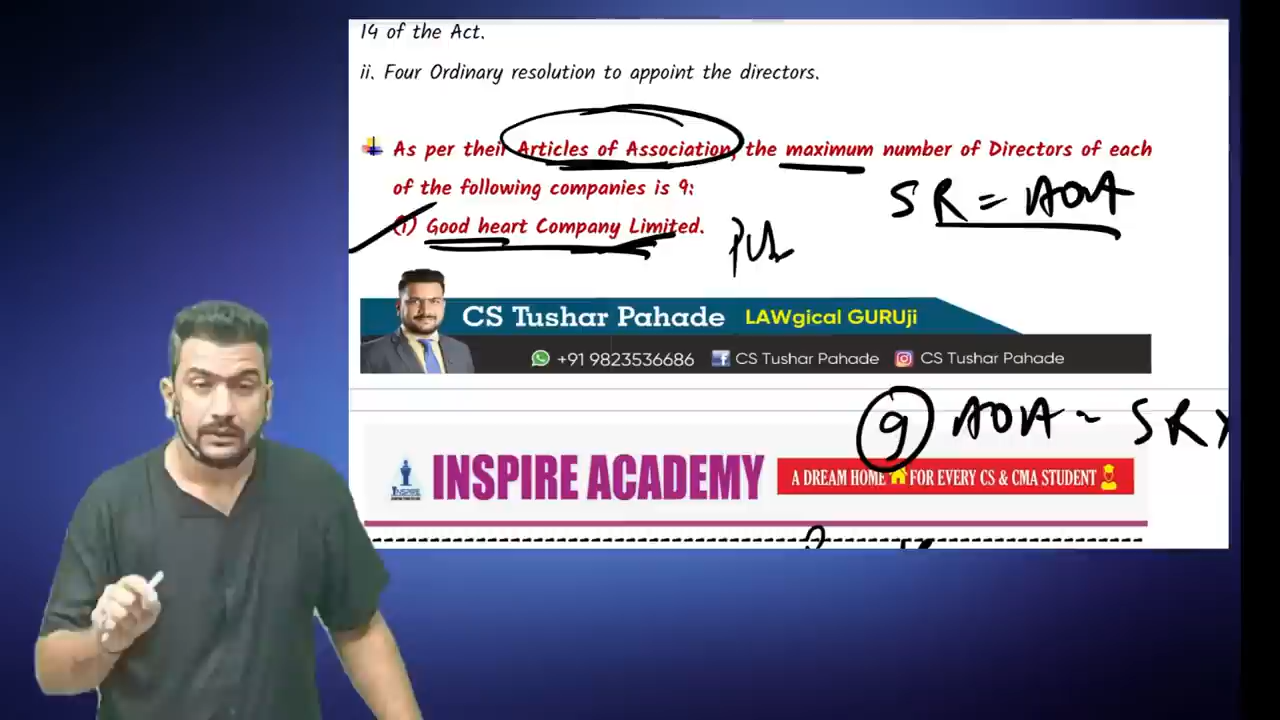 14 of the Act.
ii. Four Ordinary resolution to appoint the directors.
As per their Articles of Association, the maximum number of Directors of each
of the following companies is 9:
SR = AOA
(i) Good heart Company Limited.
CS Tushar Pahade LAWgical GURUji
+91 9823536686 CS Tushar Pahade CS Tushar Pahade
9 AOA - SR
INSPIRE ACADEMY
A DREAM HOME FOR EVERY CS & CMA STUDENT